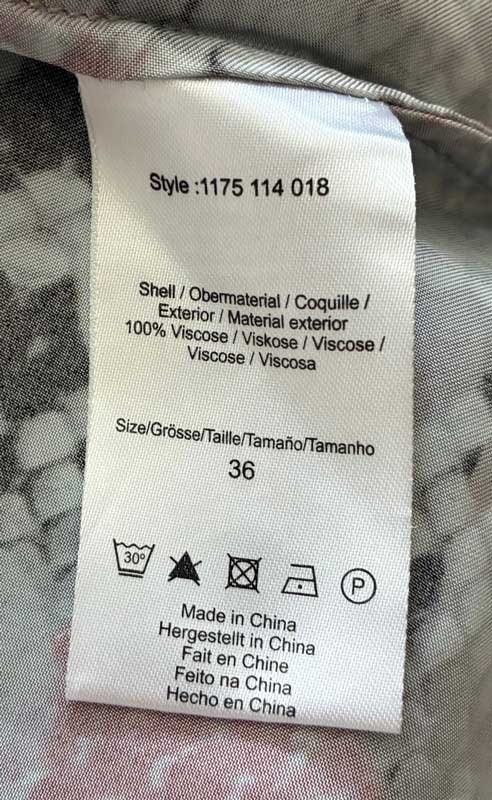 Style :1175 114 018
Shell / Obermaterial / Coquille /
Exterior / Material exterior
100% Viscose / Viskose / Viscose /
Viscose / Viscosa
Size/Grösse/Taille/Tamaño/Tamanho
36
30°
P
Made in China
Hergestellt in China
Fait en Chine
Feito na China
Hecho en China